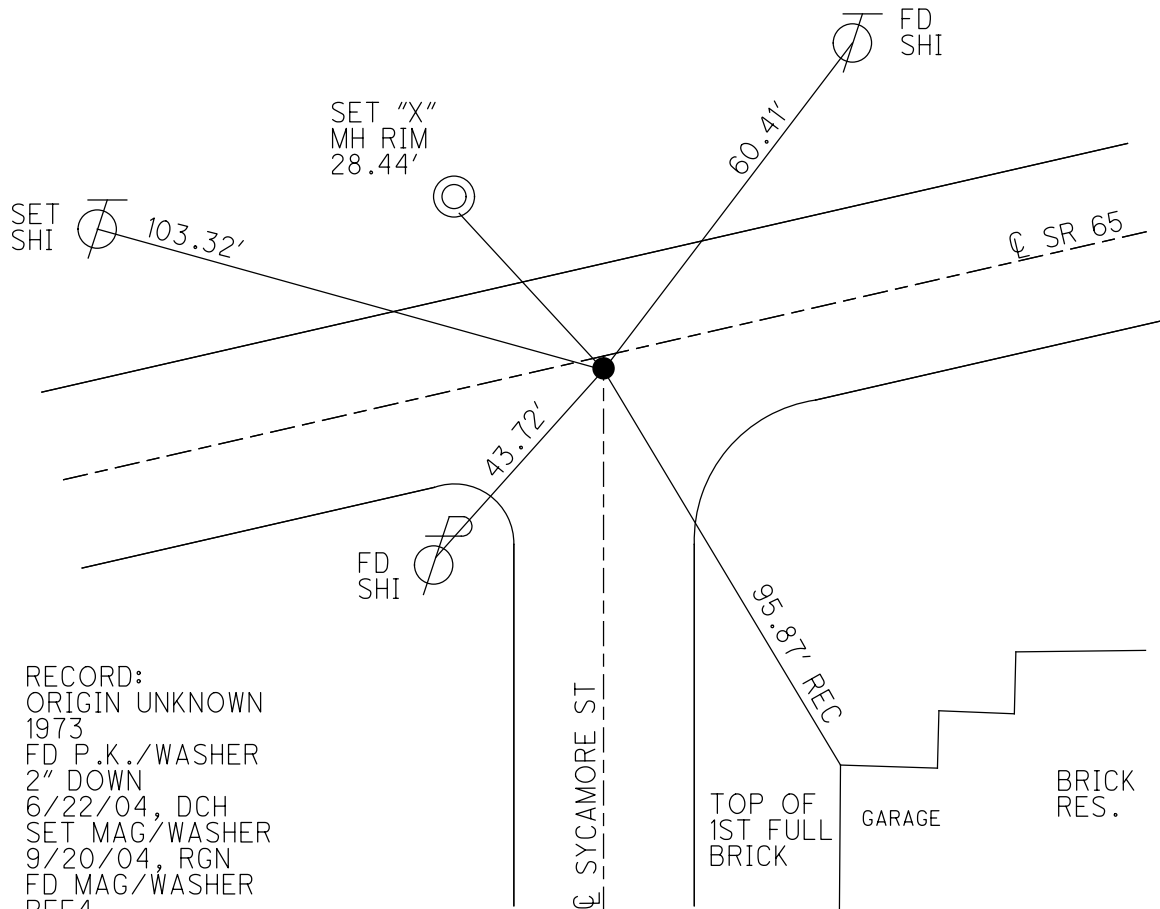 FD
SHI
SET "X"
MH RIM
28.44'
60.41'
SET
SHI
103.32'
℄ SR 65
43.72'
FD
SHI
95.87' REC
RECORD:
ORIGIN UNKNOWN
1973
FD P.K./WASHER
2" DOWN
6/22/04, DCH
SET MAG/WASHER
9/20/04, RGN
FD MAG/WASHER
℄ SYCAMORE ST
TOP OF
1ST FULL
BRICK
GARAGE
BRICK
RES.